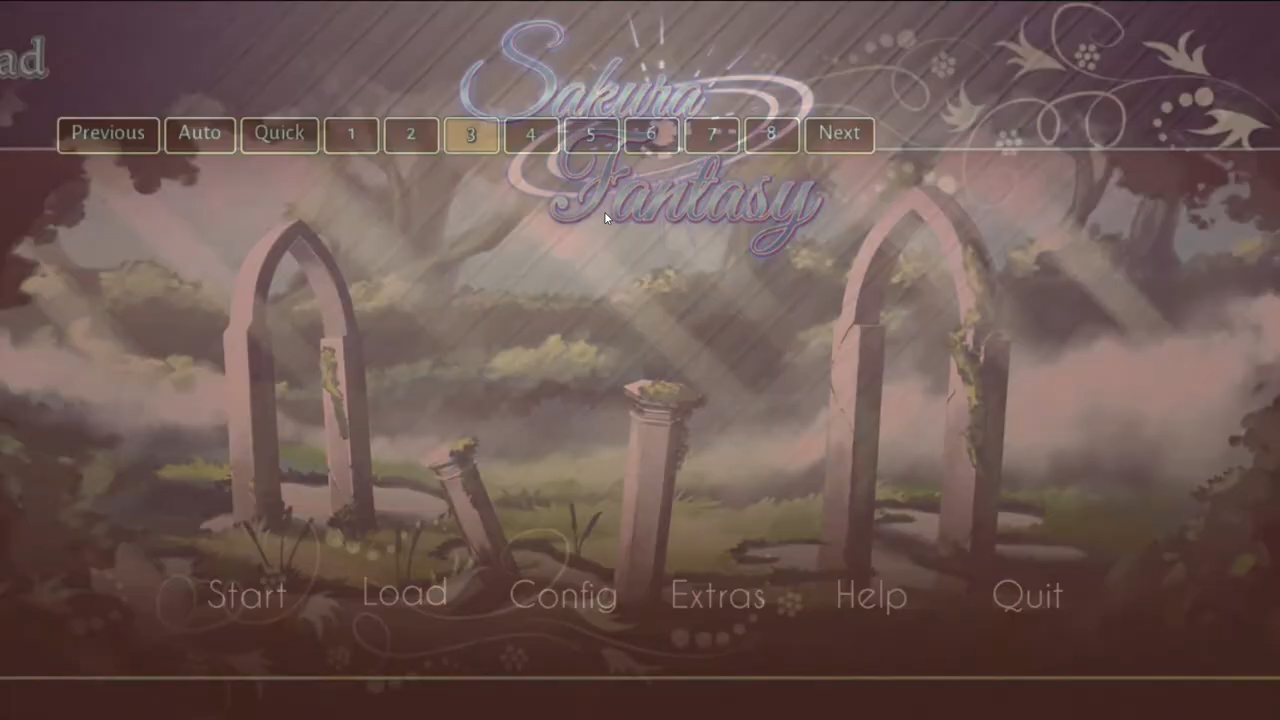 ad
Sakura
Previous Auto Quick 1 2 3 4 5 6 7 8 Next
Fantasy
Start Load Config Extras Help Quit